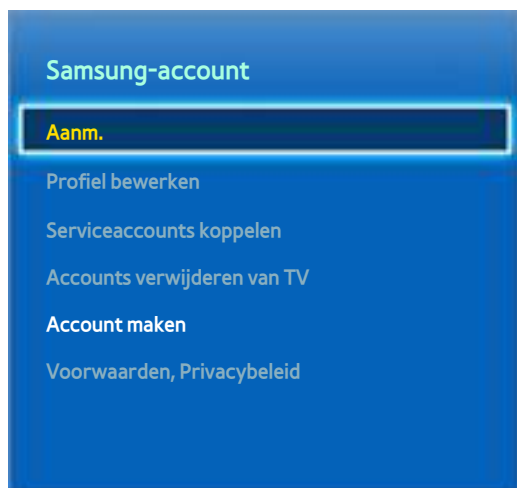 Samsung-account
Aanm.
Profiel bewerken
Serviceaccounts koppelen
Accounts verwijderen van TV
Account maken
Voorwaarden, Privacybeleid